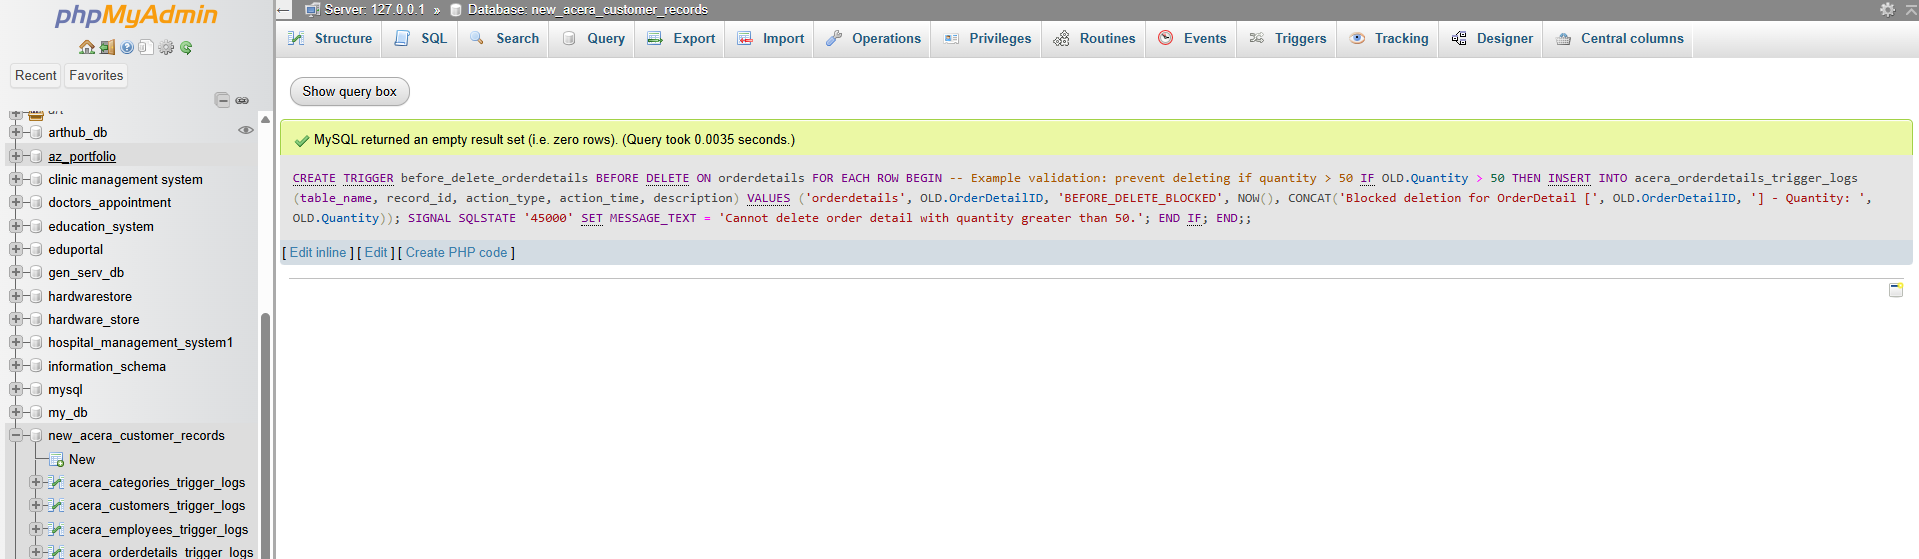 phpMyAdmin
Recent Favorites
art
arthub_db
az_portfolio
clinic management system
doctors_appointment
education_system
eduportal
gen_serv_db
hardwarestore
hardware_store
hospital_management_system1
information_schema
mysql
my_db
new_acera_customer_records
New
acera_categories_trigger_logs
acera_customers_trigger_logs
acera_employees_trigger_logs
acera_orderdetails_trigger_logs
Server: 127.0.0.1 » Database: new_acera_customer_records
Structure SQL Search Query Export Import Operations Privileges Routines Events Triggers Tracking Designer Central columns
Show query box
MySQL returned an empty result set (i.e. zero rows). (Query took 0.0035 seconds.)
CREATE TRIGGER before_delete_orderdetails BEFORE DELETE ON orderdetails FOR EACH ROW BEGIN -- Example validation: prevent deleting if quantity > 50 IF OLD.Quantity > 50 THEN INSERT INTO acera_orderdetails_trigger_logs
(table_name, record_id, action_type, action_time, description) VALUES ('orderdetails', OLD.OrderDetailID, 'BEFORE_DELETE_BLOCKED', NOW(), CONCAT('Blocked deletion for OrderDetail [', OLD.OrderDetailID, '] - Quantity: ',
OLD.Quantity)); SIGNAL SQLSTATE '45000' SET MESSAGE_TEXT = 'Cannot delete order detail with quantity greater than 50.'; END IF; END;;
[ Edit inline ] [ Edit ] [ Create PHP code ]